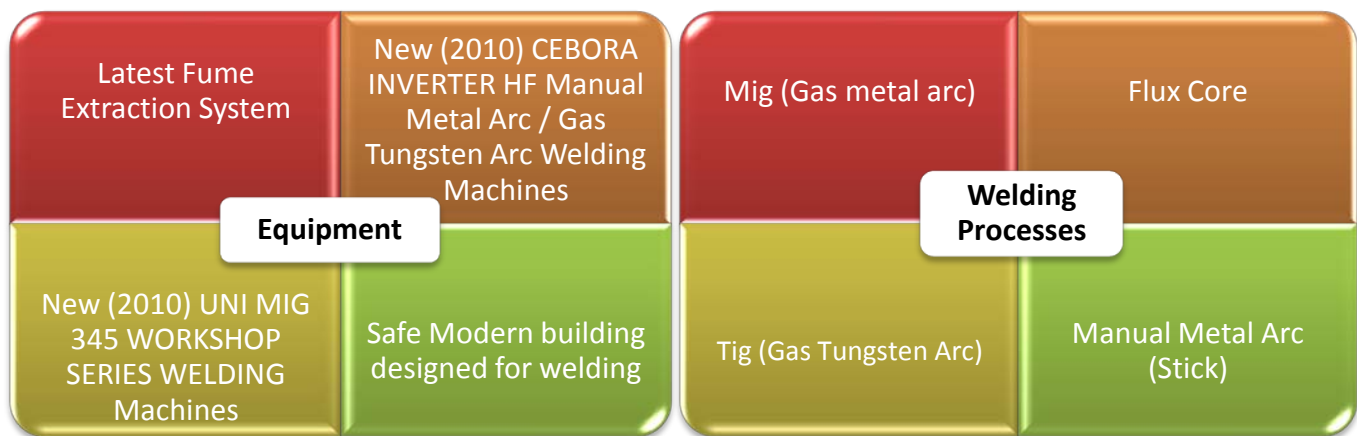 Latest Fume
Extraction System
New (2010) CEBORA
INVERTER HF Manual
Metal Arc / Gas
Tungsten Arc Welding
Machines
Equipment
New (2010) UNI MIG
345 WORKSHOP
SERIES WELDING
Machines
Safe Modern building
designed for welding
Mig (Gas metal arc)
Flux Core
Welding
Processes
Tig (Gas Tungsten Arc)
Manual Metal Arc
(Stick)